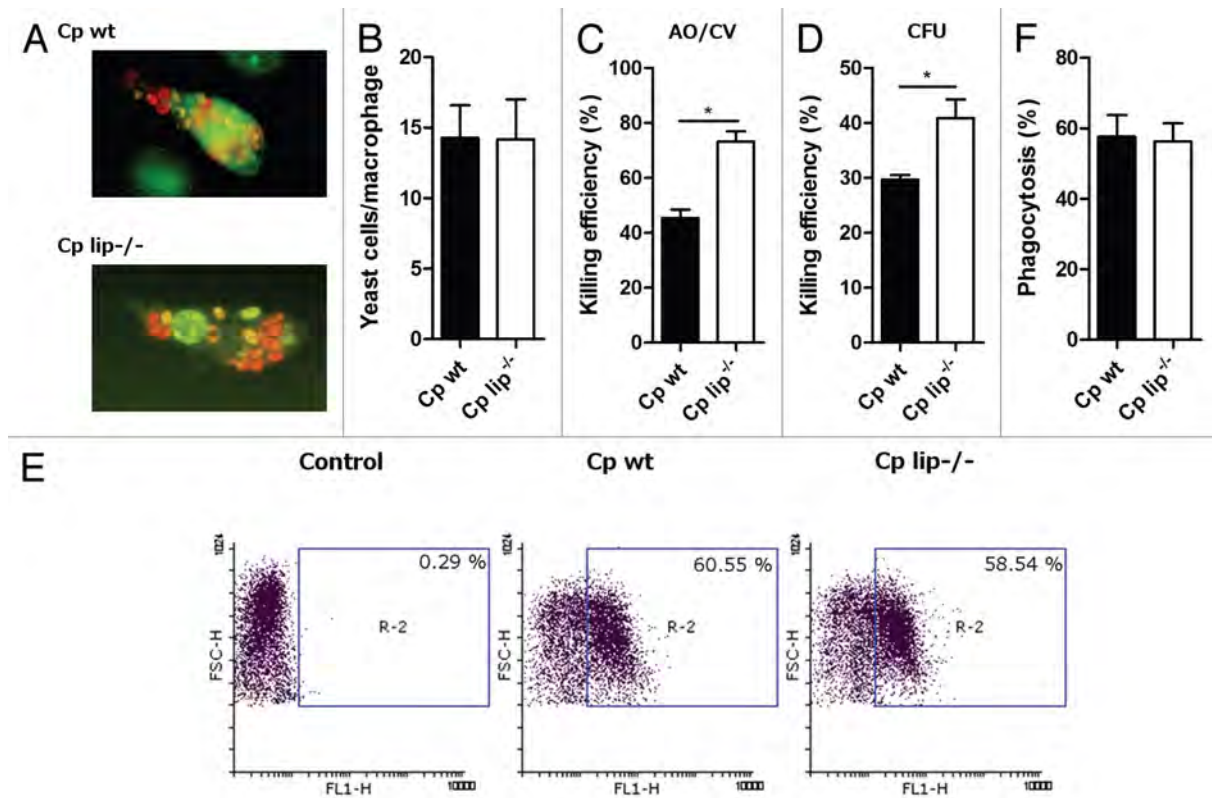 A
Cp wt
Cp lip-/-
B
Yeast cells/macrophage
20
15
10
5
0
Cp wt
Cp lip⁻/⁻
C
AO/CV
Killing efficiency (%)
100
80
60
40
20
0
*
Cp wt
Cp lip⁻/⁻
D
CFU
Killing efficiency (%)
50
40
30
20
10
0
*
Cp wt
Cp lip⁻/⁻
F
Phagocytosis (%)
80
60
40
20
0
Cp wt
Cp lip⁻/⁻
E
Control
Cp wt
Cp lip-/-
1024
FSC-H
0.29 %
R-2
FL1-H
10000
1024
FSC-H
60.55 %
R-2
FL1-H
10000
1024
FSC-H
58.54 %
R-2
FL1-H
10000